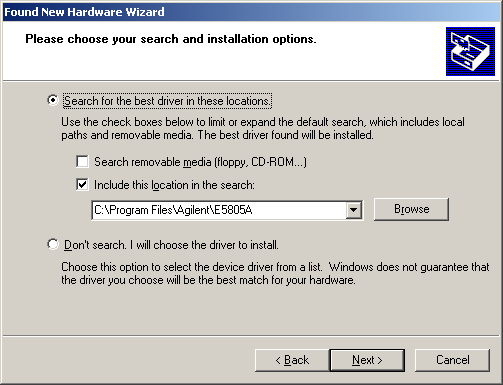 Found New Hardware Wizard
Please choose your search and installation options.
Search for the best driver in these locations.
Use the check boxes below to limit or expand the default search, which includes local
paths and removable media. The best driver found will be installed.
Search removable media (floppy, CD-ROM...)
Include this location in the search:
C:\Program Files\Agilent\E5805A
Browse
Don't search. I will choose the driver to install.
Choose this option to select the device driver from a list. Windows does not guarantee that
the driver you choose will be the best match for your hardware.
< Back
Next >
Cancel